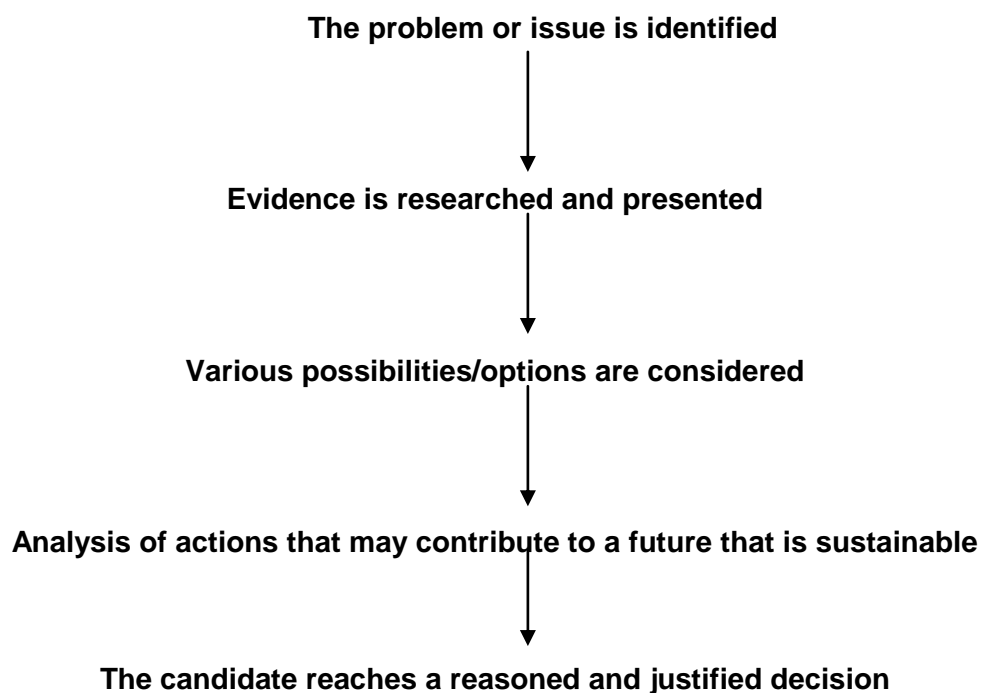 The problem or issue is identified
Evidence is researched and presented
Various possibilities/options are considered
Analysis of actions that may contribute to a future that is sustainable
The candidate reaches a reasoned and justified decision